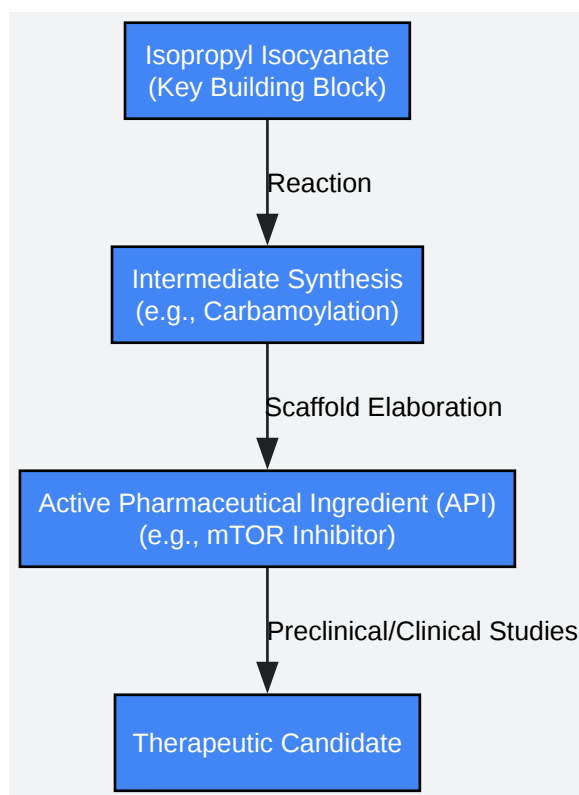 Isopropyl Isocyanate
(Key Building Block)
Reaction
Intermediate Synthesis
(e.g., Carbamoylation)
Scaffold Elaboration
Active Pharmaceutical Ingredient (API)
(e.g., mTOR Inhibitor)
Preclinical/Clinical Studies
Therapeutic Candidate